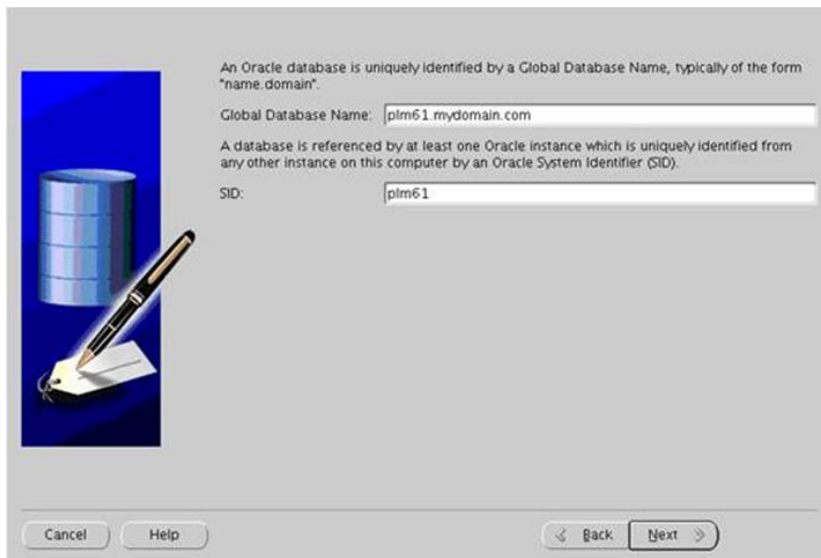 An Oracle database is uniquely identified by a Global Database Name, typically of the form
"name.domain".
Global Database Name: plm61.mydomain.com
A database is referenced by at least one Oracle instance which is uniquely identified from
any other instance on this computer by an Oracle System Identifier (SID).
SID: plm61
Cancel Help Back Next